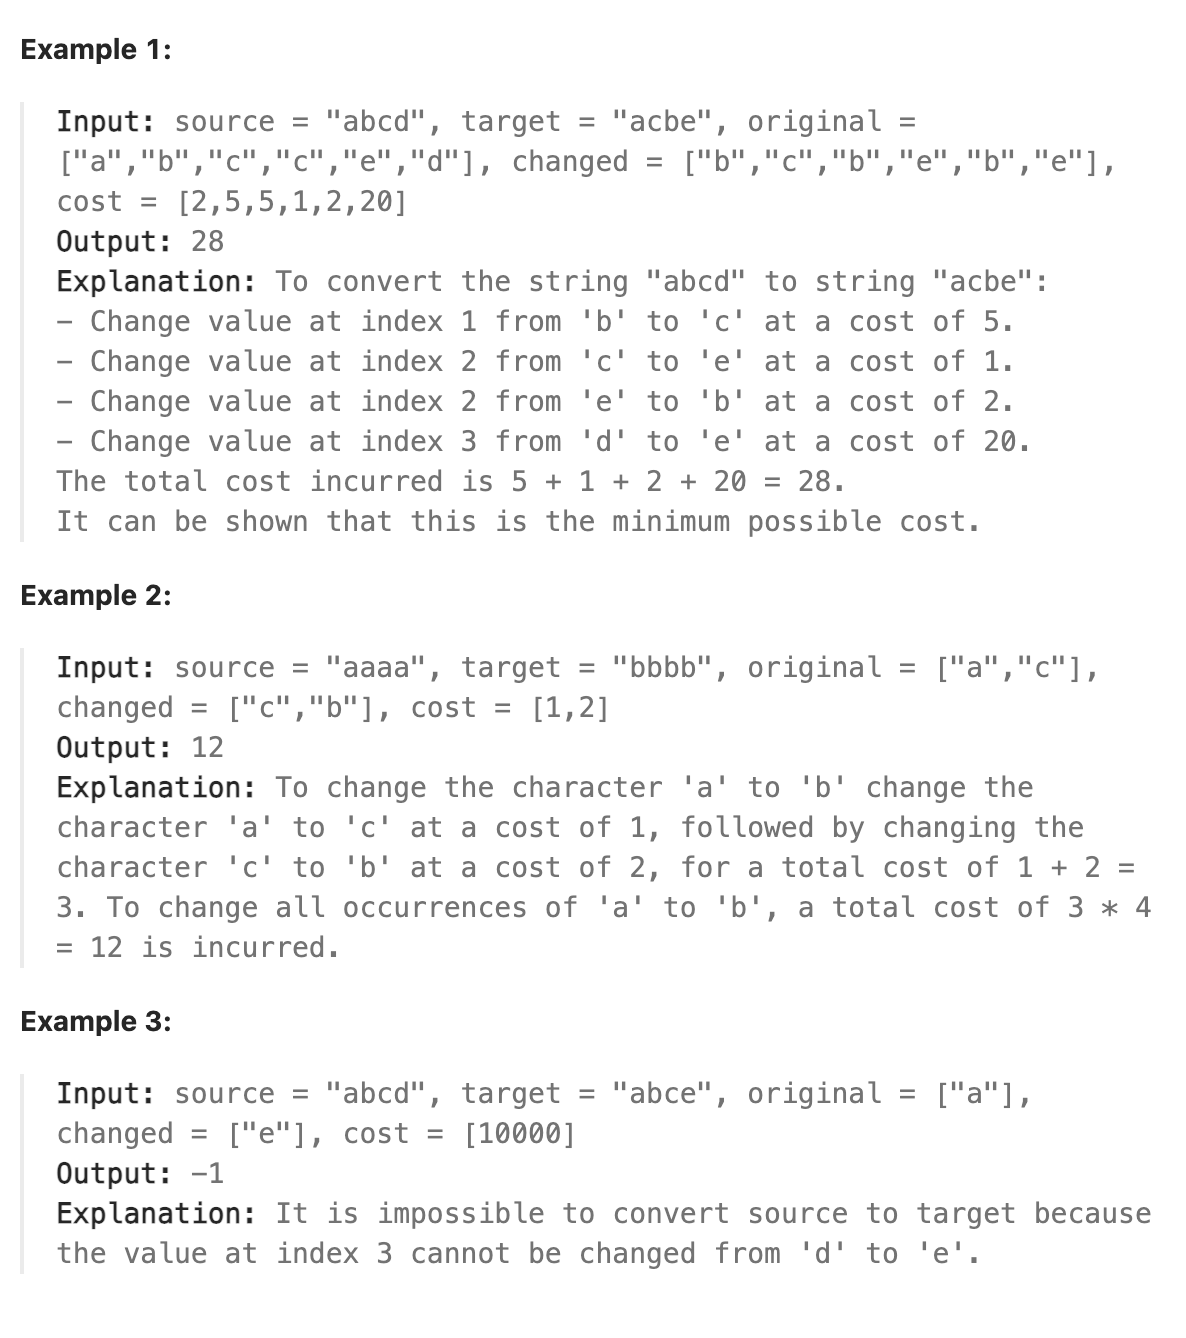 Example 1:
Input: source = "abcd", target = "acbe", original =
["a","b","c","c","e","d"], changed = ["b","c","b","e","b","e"],
cost = [2,5,5,1,2,20]
Output: 28
Explanation: To convert the string "abcd" to string "acbe":
- Change value at index 1 from 'b' to 'c' at a cost of 5.
- Change value at index 2 from 'c' to 'e' at a cost of 1.
- Change value at index 2 from 'e' to 'b' at a cost of 2.
- Change value at index 3 from 'd' to 'e' at a cost of 20.
The total cost incurred is 5 + 1 + 2 + 20 = 28.
It can be shown that this is the minimum possible cost.
Example 2:
Input: source = "aaaa", target = "bbbb", original = ["a","c"],
changed = ["c","b"], cost = [1,2]
Output: 12
Explanation: To change the character 'a' to 'b' change the
character 'a' to 'c' at a cost of 1, followed by changing the
character 'c' to 'b' at a cost of 2, for a total cost of 1 + 2 =
3. To change all occurrences of 'a' to 'b', a total cost of 3 * 4
= 12 is incurred.
Example 3:
Input: source = "abcd", target = "abce", original = ["a"],
changed = ["e"], cost = [10000]
Output: -1
Explanation: It is impossible to convert source to target because
the value at index 3 cannot be changed from 'd' to 'e'.